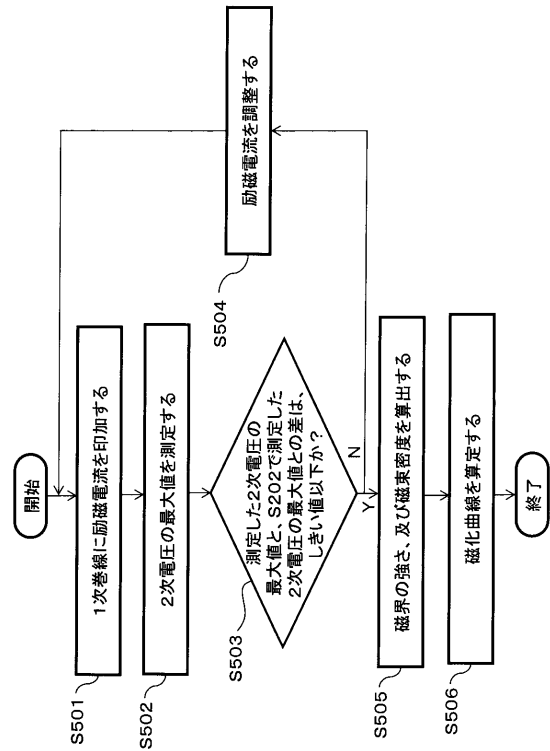 開始
S501
1次巻線に励磁電流を印加する
S502
2次電圧の最大値を測定する
S503
測定した2次電圧の
最大値と、S202で測定した
2次電圧の最大値との差は、
しきい値以下か?
N
Y
S504
励磁電流を調整する
S505
磁界の強さ、及び磁束密度を算出する
S506
磁化曲線を算定する
終了